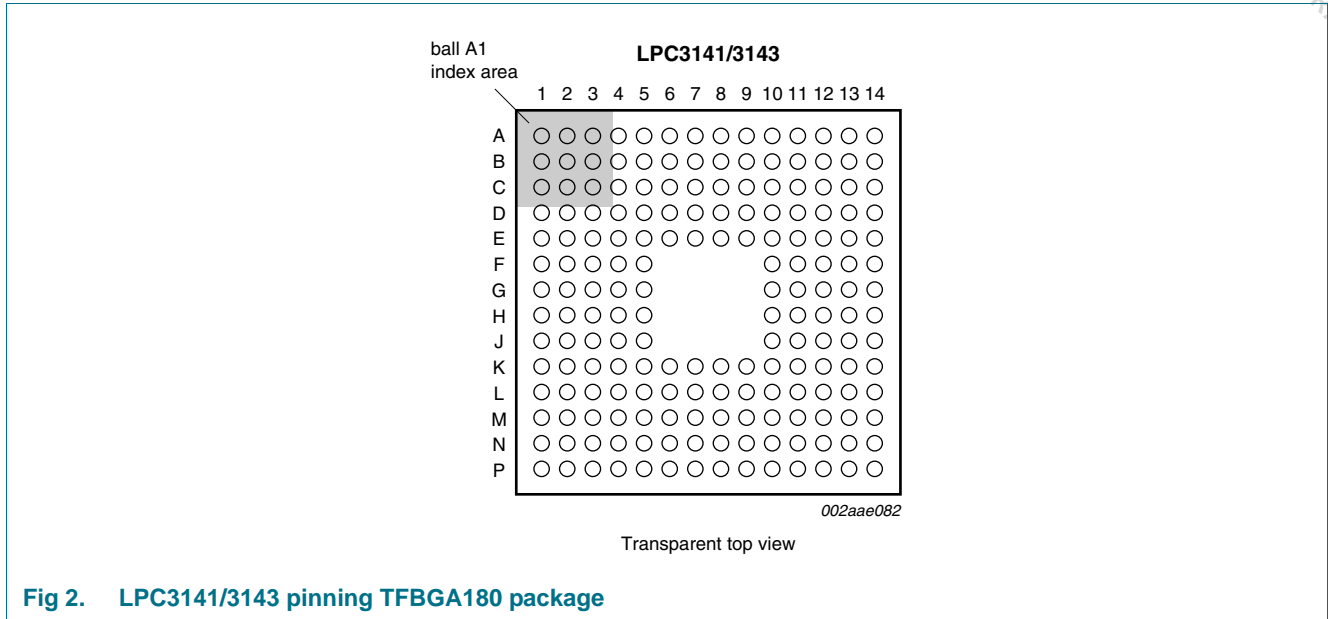 ball A1
index area
LPC3141/3143
1 2 3 4 5 6 7 8 9 10 11 12 13 14
A
B
C
D
E
F
G
H
J
K
L
M
N
P
002aae082
Transparent top view
Fig 2. LPC3141/3143 pinning TFBGA180 package